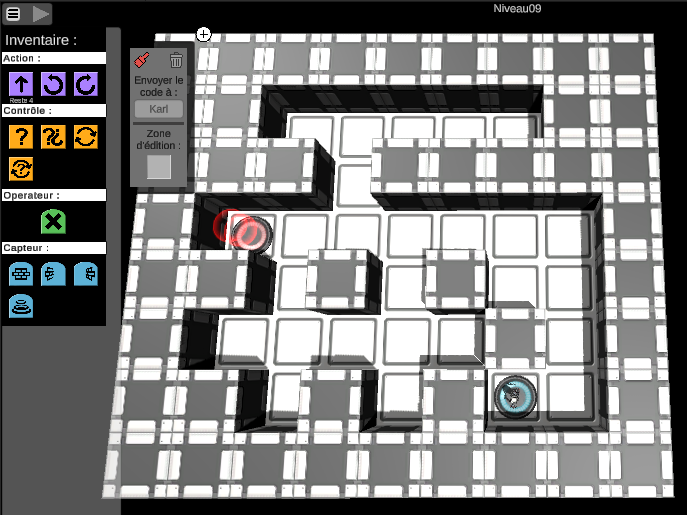 Niveau09
Inventaire :
Action :
Reste 4
Contrôle :
Operateur :
Capteur :
Envoyer le
code à :
Karl
Zone
d'édition :